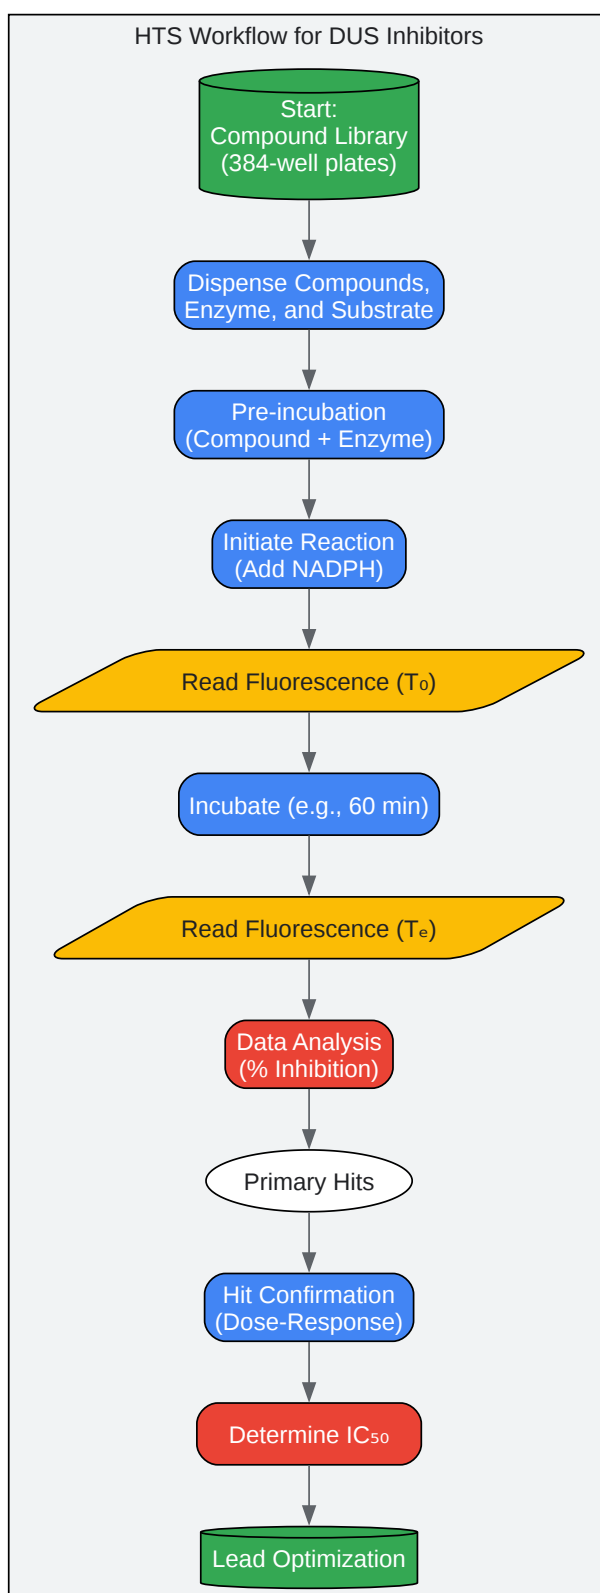 HTS Workflow for DUS Inhibitors
Start:
Compound Library
(384-well plates)
Dispense Compounds,
Enzyme, and Substrate
Pre-incubation
(Compound + Enzyme)
Initiate Reaction
(Add NADPH)
Read Fluorescence (T₀)
Incubate (e.g., 60 min)
Read Fluorescence (Tₑ)
Data Analysis
(% Inhibition)
Primary Hits
Hit Confirmation
(Dose-Response)
Determine IC₅₀
Lead Optimization